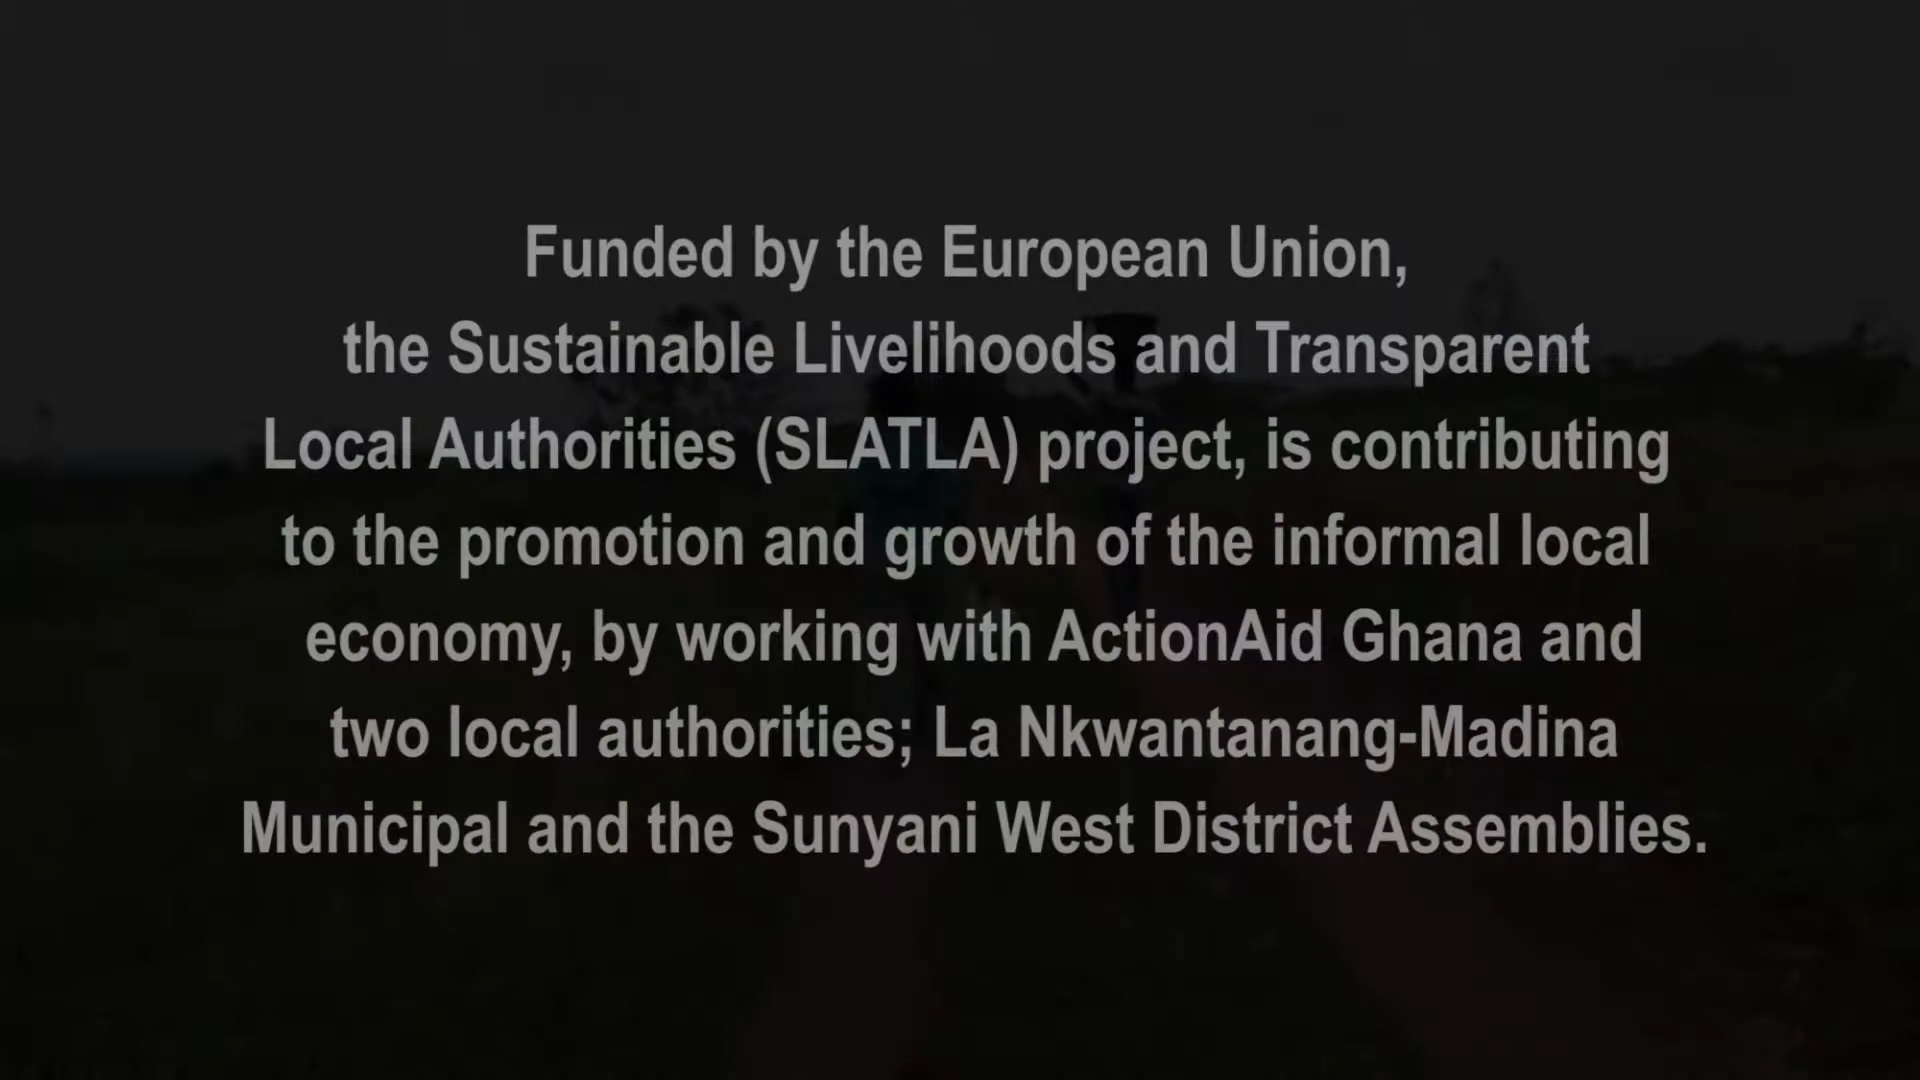 Funded by the European Union,
the Sustainable Livelihoods and Transparent
Local Authorities (SLATLA) project, is contributing
to the promotion and growth of the informal local
economy, by working with ActionAid Ghana and
two local authorities; La Nkwantanang-Madina
Municipal and the Sunyani West District Assemblies.